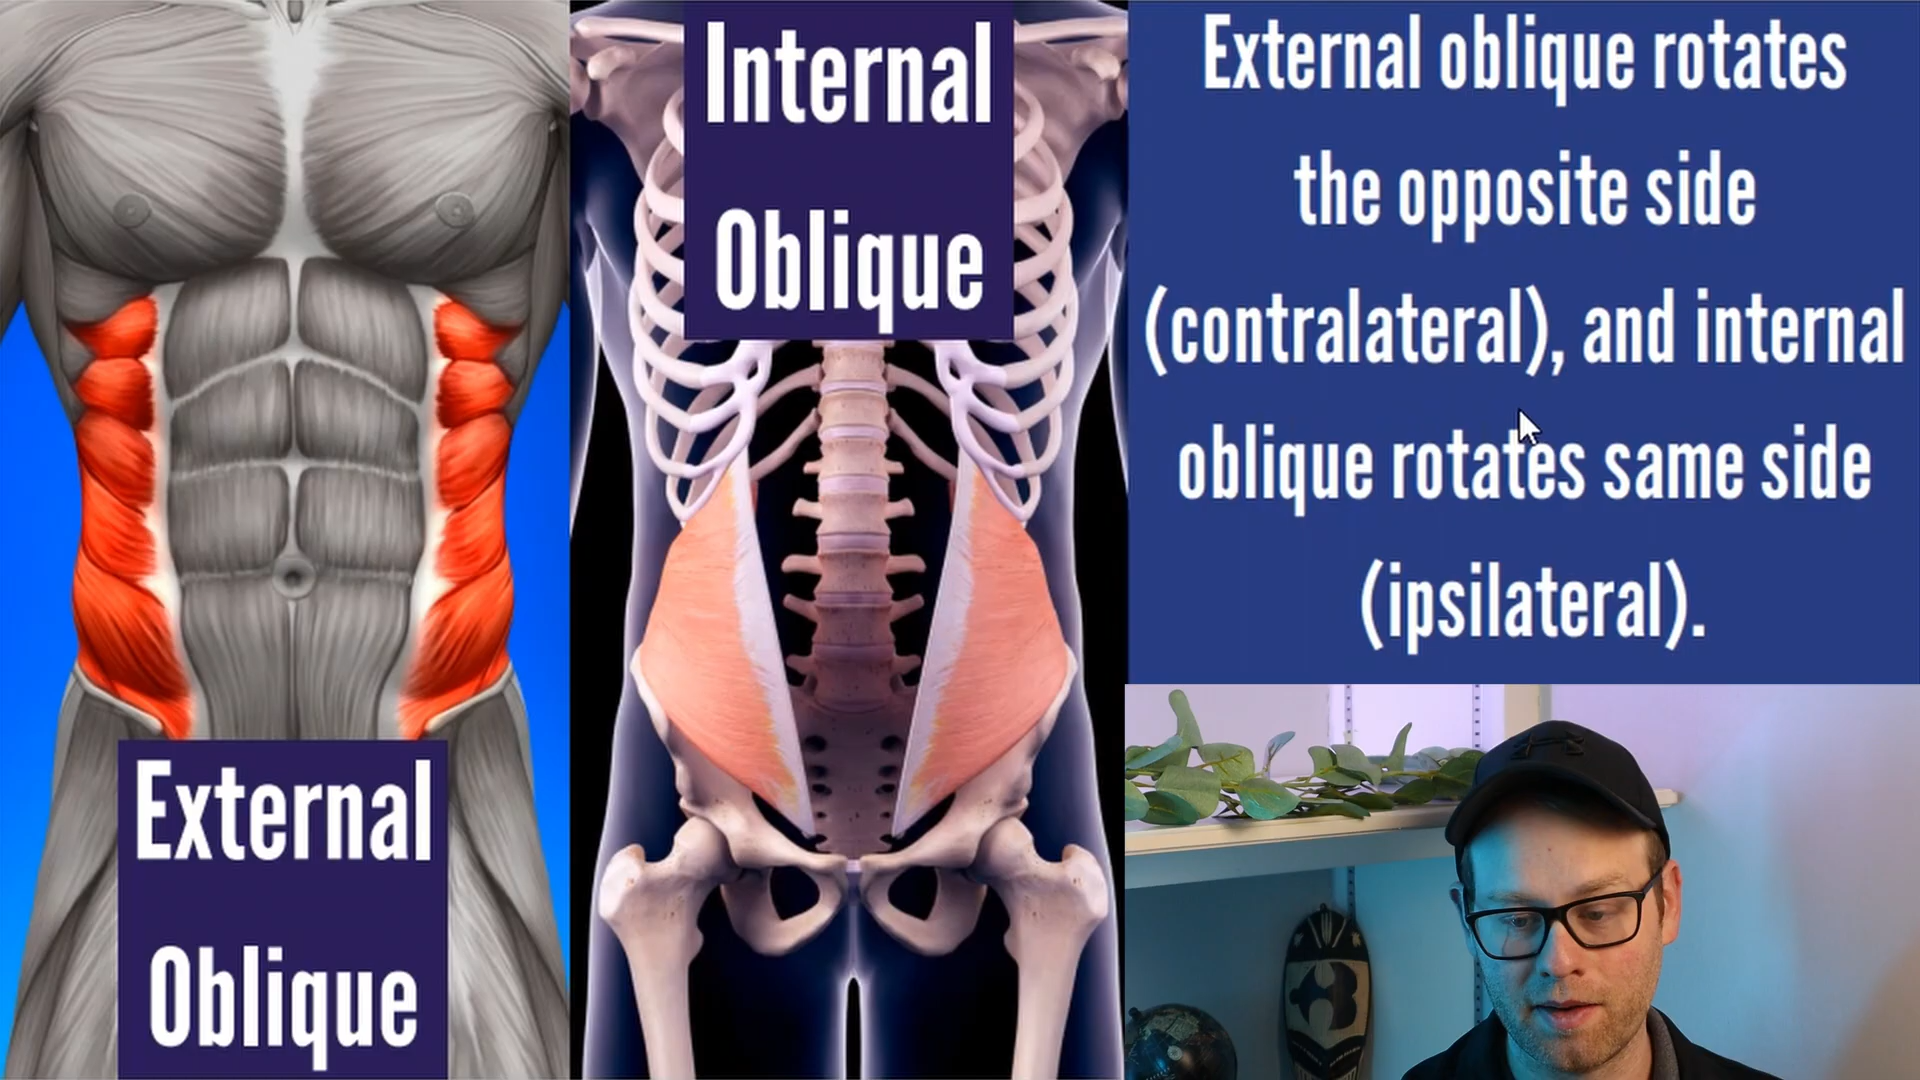 External
Oblique
Internal
Oblique
External oblique rotates
the opposite side
(contralateral), and internal
oblique rotates same side
(ipsilateral).